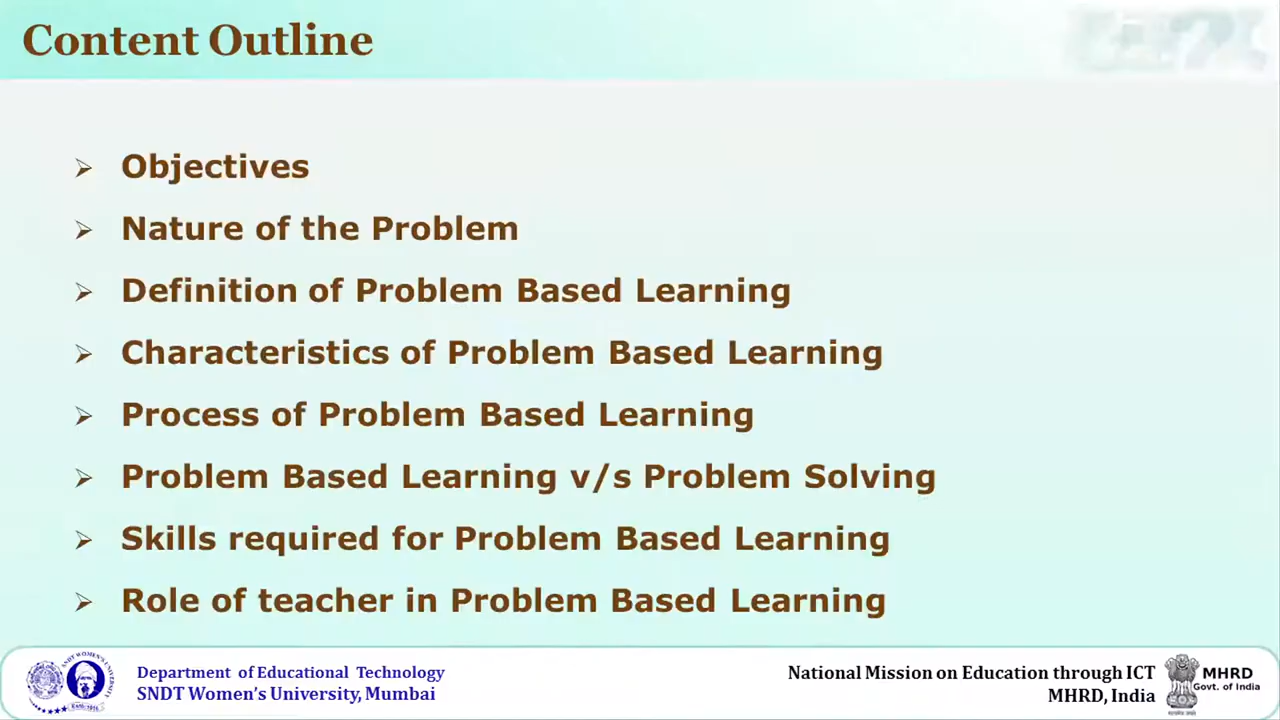 Content Outline
Objectives
Nature of the Problem
Definition of Problem Based Learning
Characteristics of Problem Based Learning
Process of Problem Based Learning
Problem Based Learning v/s Problem Solving
Skills required for Problem Based Learning
Role of teacher in Problem Based Learning
Department of Educational Technology
SNDT Women's University, Mumbai
National Mission on Education through ICT
MHRD, India
MHRD
Govt. of India